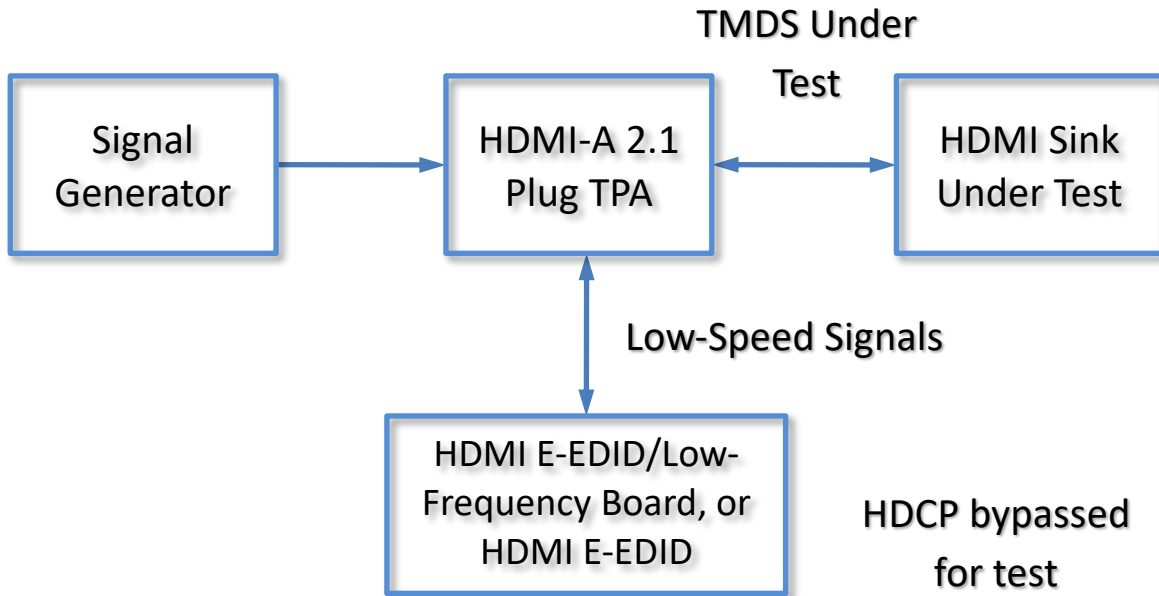 TMDS Under
Test
Signal
Generator
HDMI-A 2.1
Plug TPA
HDMI Sink
Under Test
Low-Speed Signals
HDMI E-EDID/Low-
Frequency Board, or
HDMI E-EDID
HDCP bypassed
for test